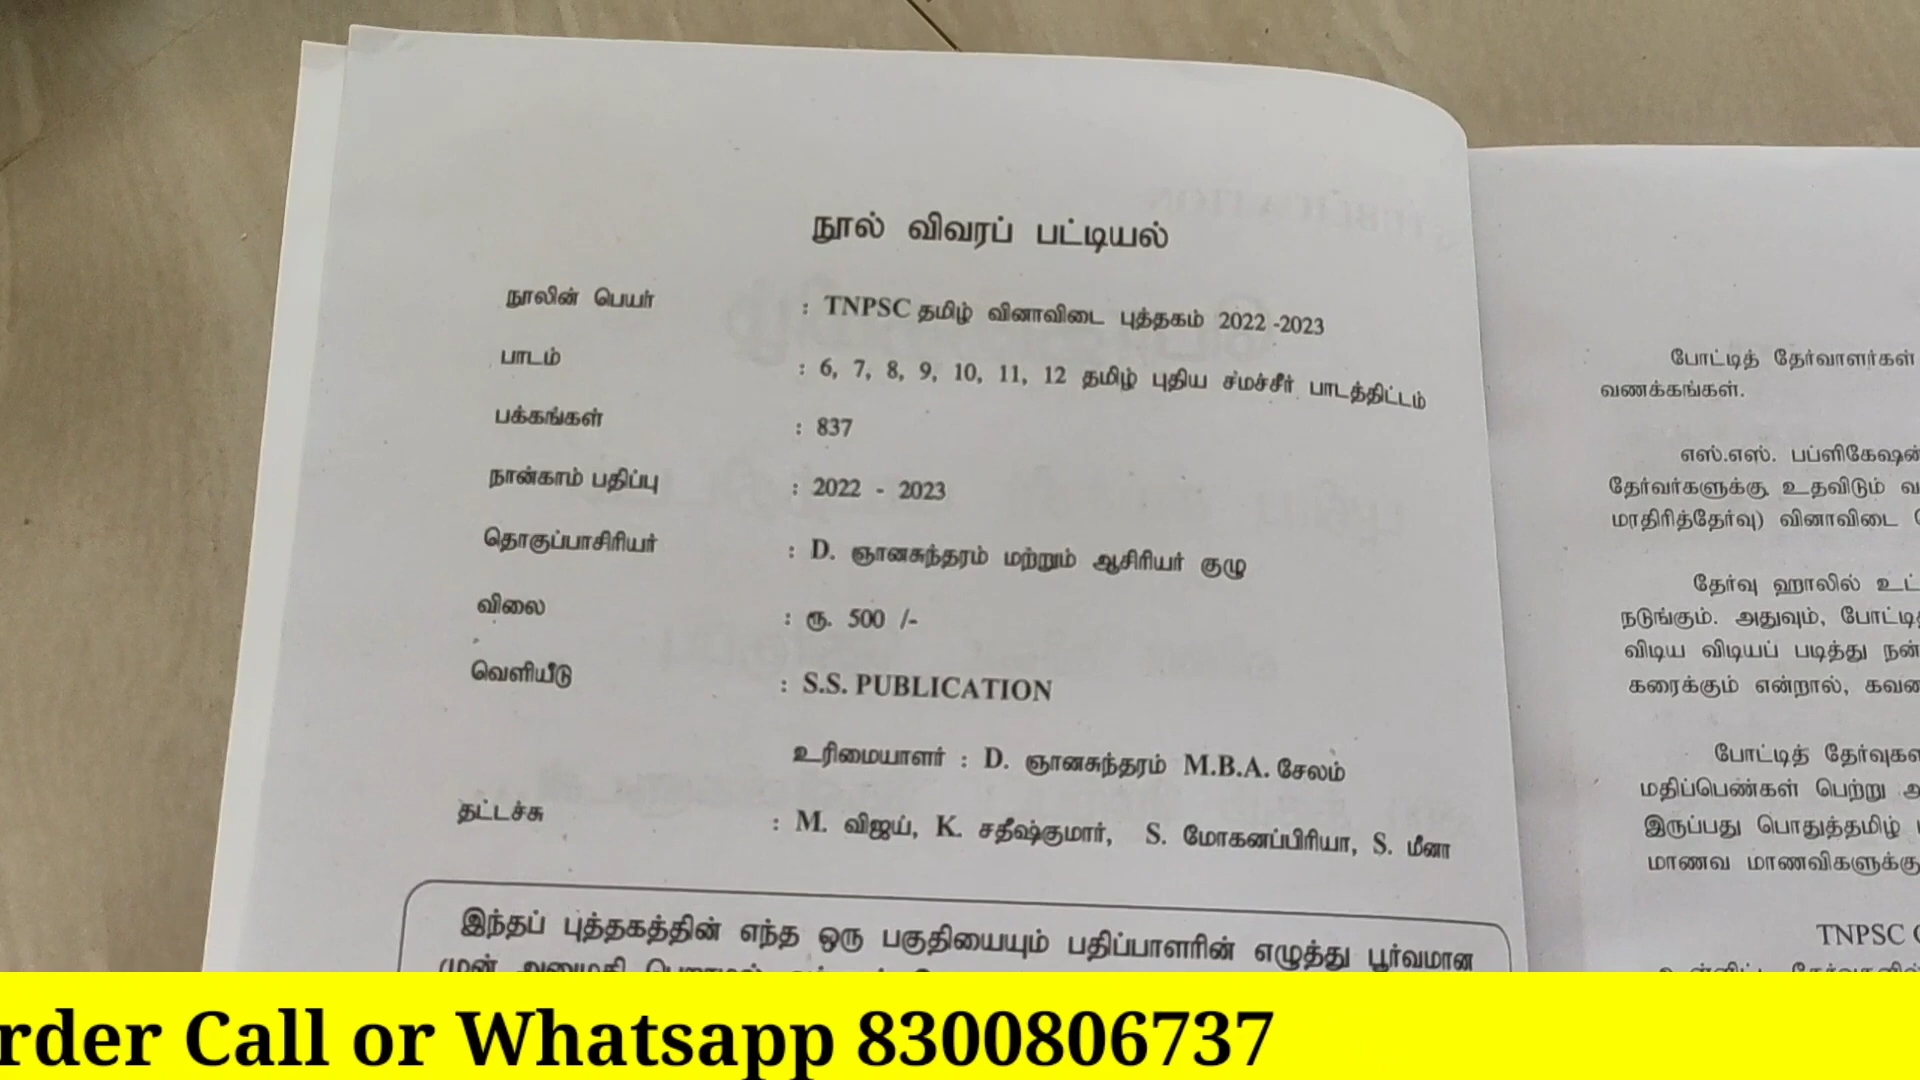 நூல் விவரப் பட்டியல்
நூலின் பெயர் : TNPSC தமிழ் வினாவிடை புத்தகம் 2022 -2023
பாடம் : 6, 7, 8, 9, 10, 11, 12 தமிழ் புதிய சமச்சீர் பாடத்திட்டம்
பக்கங்கள் : 837
நான்காம் பதிப்பு : 2022 - 2023
தொகுப்பாசிரியர் : D. ஞானசுந்தரம் மற்றும் ஆசிரியர் குழு
விலை : ரூ. 500 /-
வெளியீடு : S.S. PUBLICATION
உரிமையாளர் : D. ஞானசுந்தரம் M.B.A. சேலம்
தட்டச்சு : M. விஜய், K. சதீஷ்குமார், S. மோகனப்பிரியா, S. மீனா
இந்தப் புத்தகத்தின் எந்த ஒரு பகுதியையும் பதிப்பாளரின் எழுத்து பூர்வமான
போட்டித் தேர்வாளர்கள்
வணக்கங்கள்.
எஸ்.எஸ். பப்ளிகேஷன்
தேர்வர்களுக்கு உதவிடும்
மாதிரித்தேர்வு) வினாவிடை
தேர்வு ஹாலில்
நடுங்கும். அதுவும்,
விடிய விடியப் படித்து
கரைக்கும் என்றால்,
போட்டித்
மதிப்பெண்கள் பெற்று
இருப்பது பொதுத்தமிழ்
மாணவ மாணவிகளுக்கு
TNPSC
rder Call or Whatsapp 8300806737